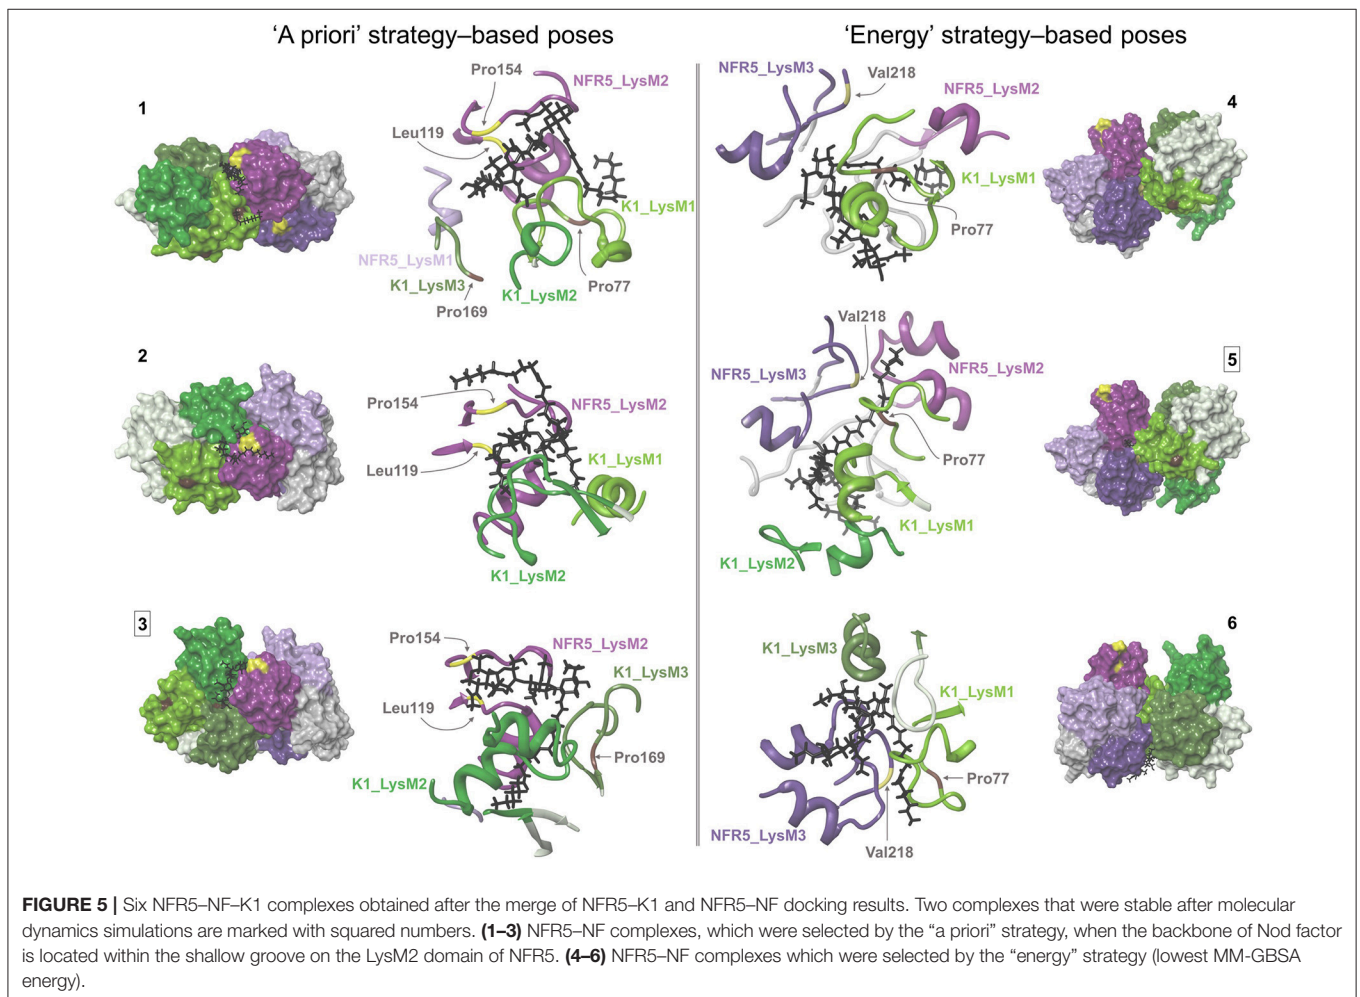 ‘A priori’ strategy–based poses
‘Energy’ strategy–based poses
1
Pro154
NFR5_LysM2
Leu119
K1_LysM1
NFR5_LysM1
K1_LysM3
Pro169
K1_LysM2
Pro77
NFR5_LysM3
Val218
NFR5_LysM2
K1_LysM1
Pro77
4
2
Pro154
NFR5_LysM2
Leu119
K1_LysM1
K1_LysM2
Val218
NFR5_LysM3
NFR5_LysM2
Pro77
K1_LysM1
K1_LysM2
5
3
Pro154
NFR5_LysM2
K1_LysM3
Leu119
Pro169
K1_LysM2
K1_LysM3
K1_LysM1
Pro77
NFR5_LysM3
Val218
6
FIGURE 5 | Six NFR5–NF–K1 complexes obtained after the merge of NFR5–K1 and NFR5–NF docking results. Two complexes that were stable after molecular
dynamics simulations are marked with squared numbers. (1–3) NFR5–NF complexes, which were selected by the “a priori” strategy, when the backbone of Nod factor
is located within the shallow groove on the LysM2 domain of NFR5. (4–6) NFR5–NF complexes which were selected by the “energy” strategy (lowest MM-GBSA
energy).